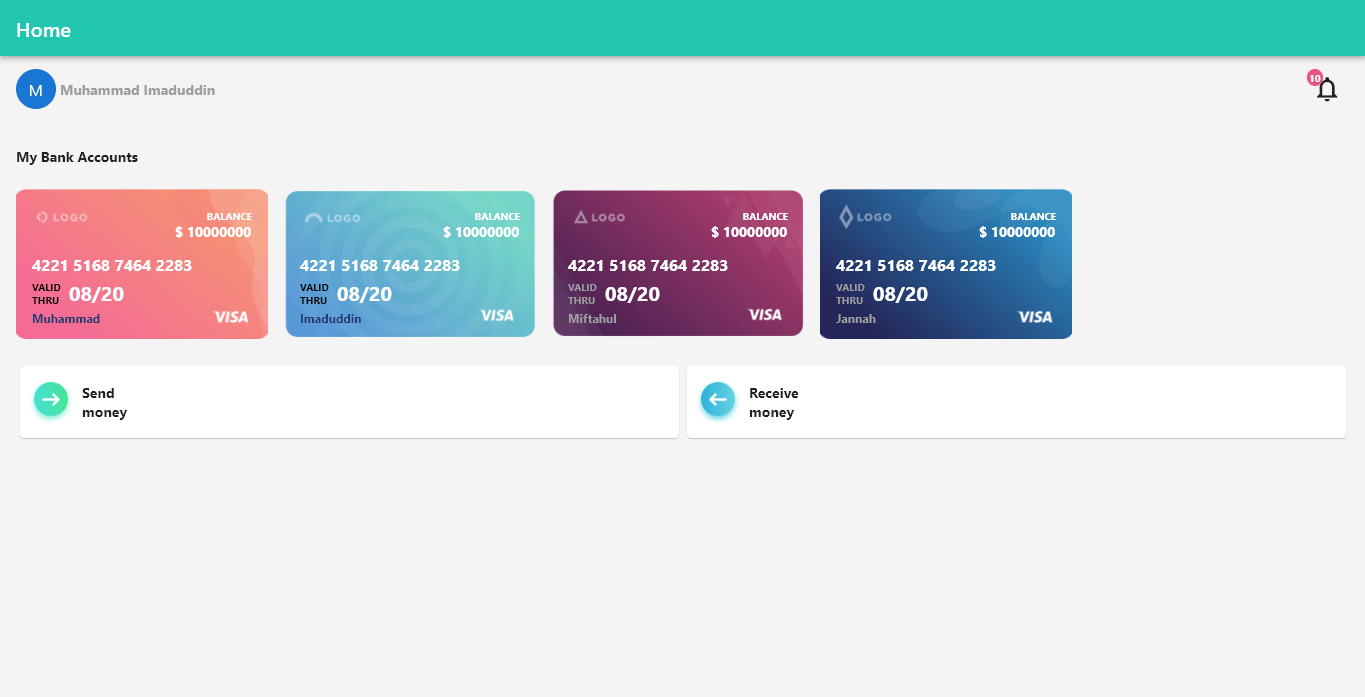 Home
M Muhammad Imaduddin
10
My Bank Accounts
LOGO
BALANCE
$ 10000000
4221 5168 7464 2283
VALID
THRU 08/20
Muhammad
VISA
LOGO
BALANCE
$ 10000000
4221 5168 7464 2283
VALID
THRU 08/20
Imaduddin
VISA
LOGO
BALANCE
$ 10000000
4221 5168 7464 2283
VALID
THRU 08/20
Miftahul
VISA
LOGO
BALANCE
$ 10000000
4221 5168 7464 2283
VALID
THRU 08/20
Jannah
VISA
Send
money
Receive
money